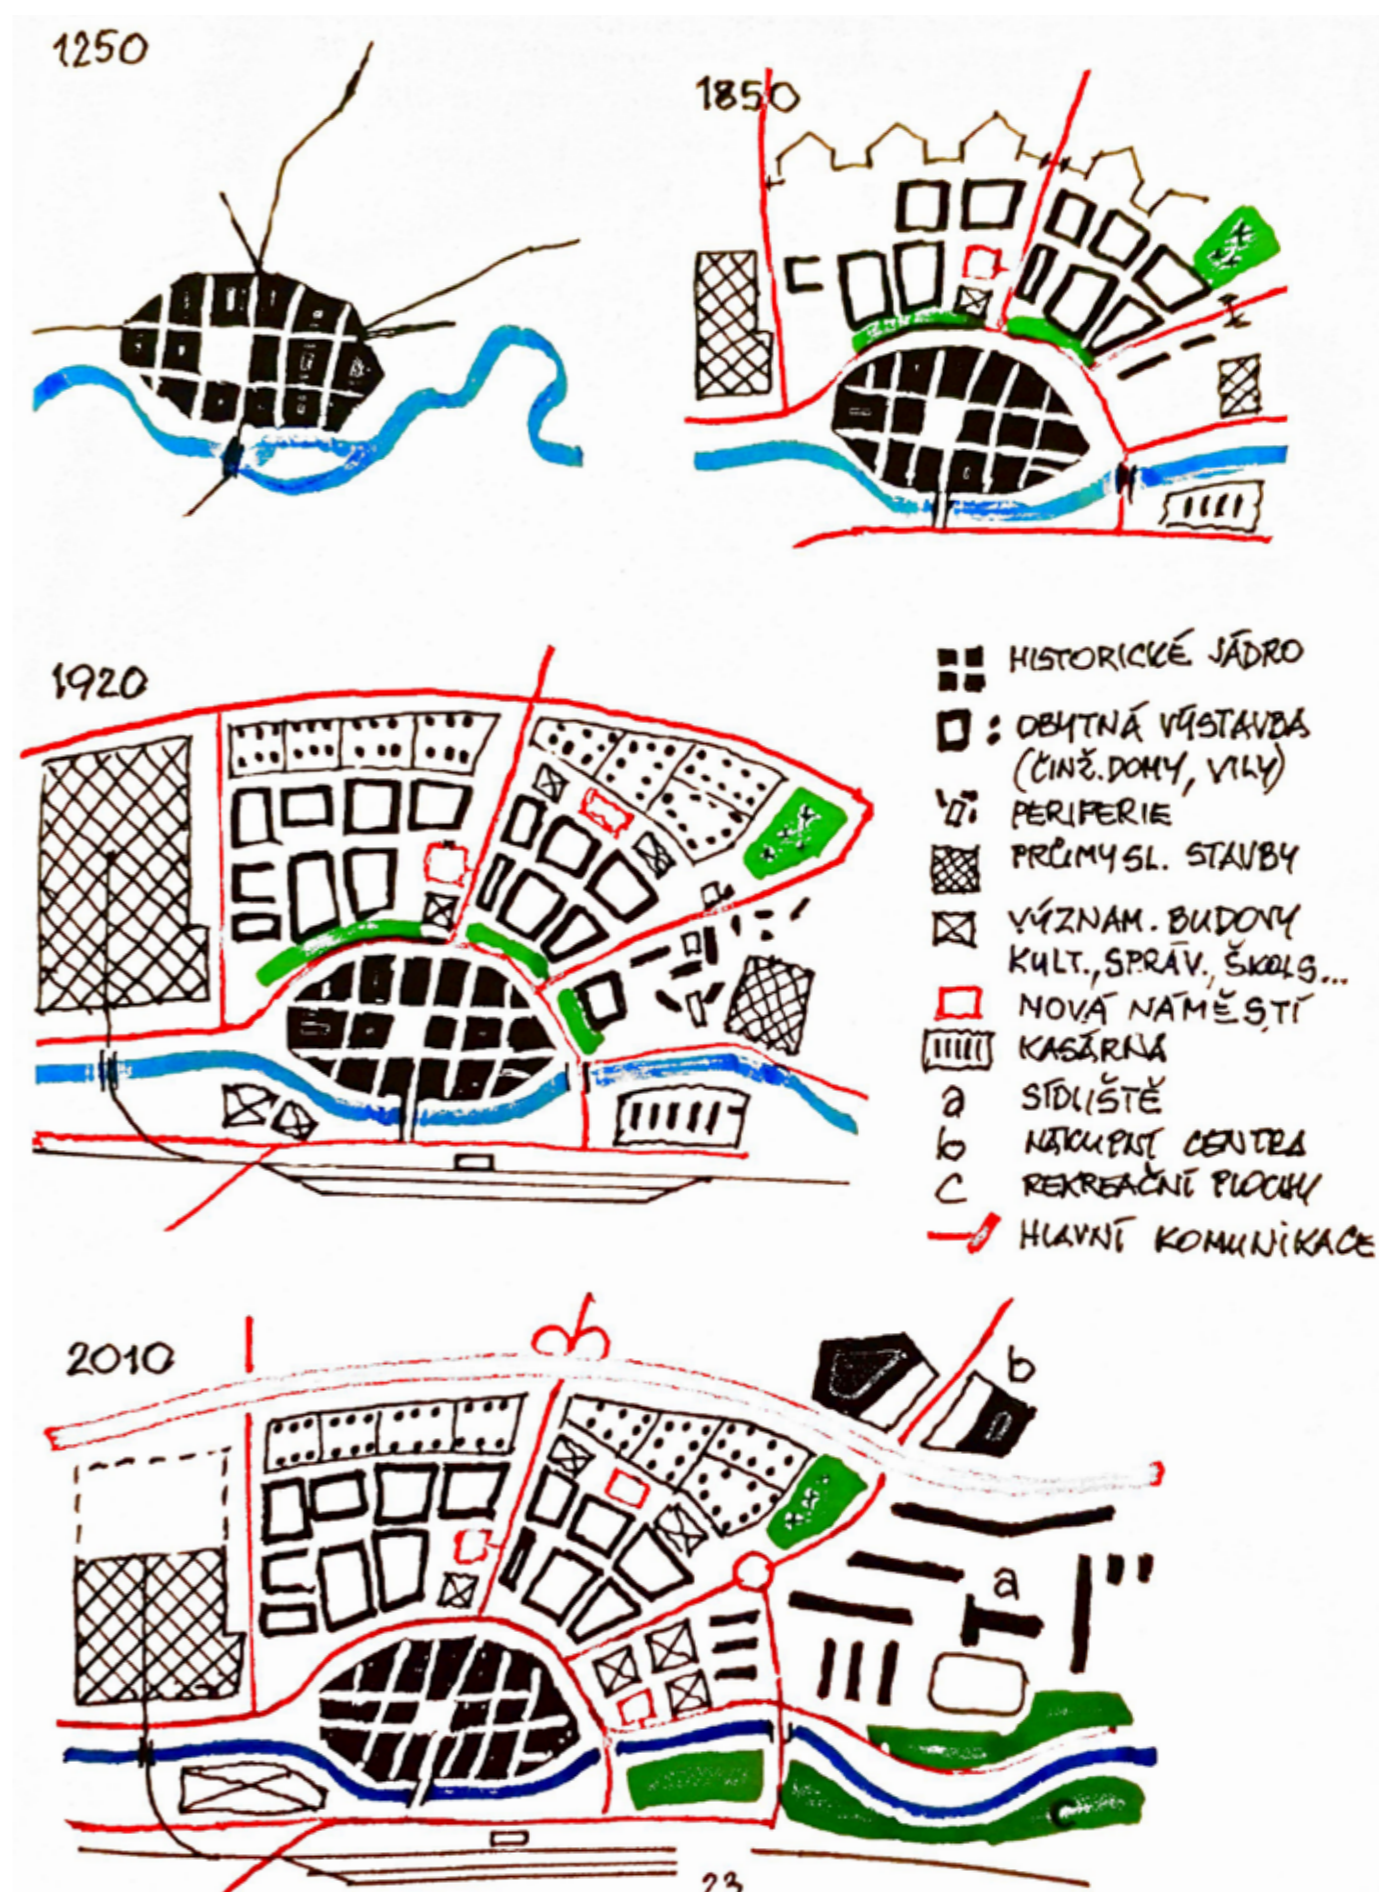 1250
1850
1920
HISTORICKÉ JÁDRO
OBYTNÁ VÝSTAVBA
(ČINŽ. DOMY, VILY)
PERIFERIE
PRŮMYSL. STAVBY
VÝZNAM. BUDOVY
KULT., SPRÁV., ŠKOLS...
NOVÁ NÁMĚSTÍ
KASÁRNA
a SÍDLIŠTĚ
b NÁKUPNÍ CENTRA
c REKREAČNÍ PLOCHY
HLAVNÍ KOMUNIKACE
2010
b
a
c
23